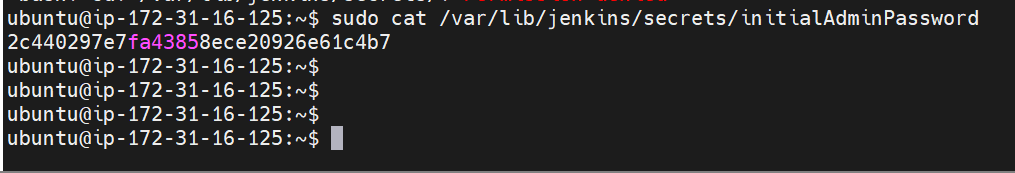 ubuntu@ip-172-31-16-125:~$ sudo cat /var/lib/jenkins/secrets/initialAdminPassword
2c440297e7fa43858ece20926e61c4b7
ubuntu@ip-172-31-16-125:~$
ubuntu@ip-172-31-16-125:~$
ubuntu@ip-172-31-16-125:~$
ubuntu@ip-172-31-16-125:~$